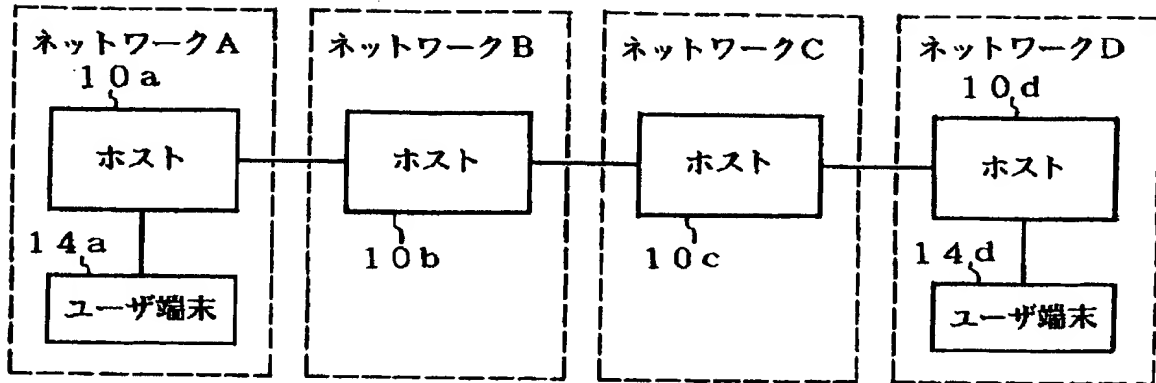 ネットワークA
10a
ホスト
14a
ユーザ端末
ネットワークB
ホスト
10b
ネットワークC
ホスト
10c
ネットワークD
10d
ホスト
14d
ユーザ端末